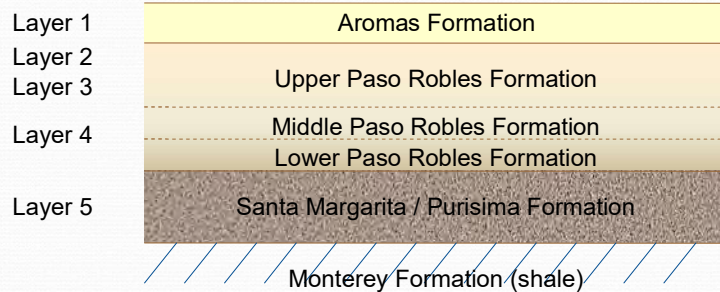 Layer 1 Aromas Formation
Layer 2
Layer 3 Upper Paso Robles Formation
Layer 4 Middle Paso Robles Formation
Lower Paso Robles Formation
Layer 5 Santa Margarita / Purisima Formation
Monterey Formation (shale)